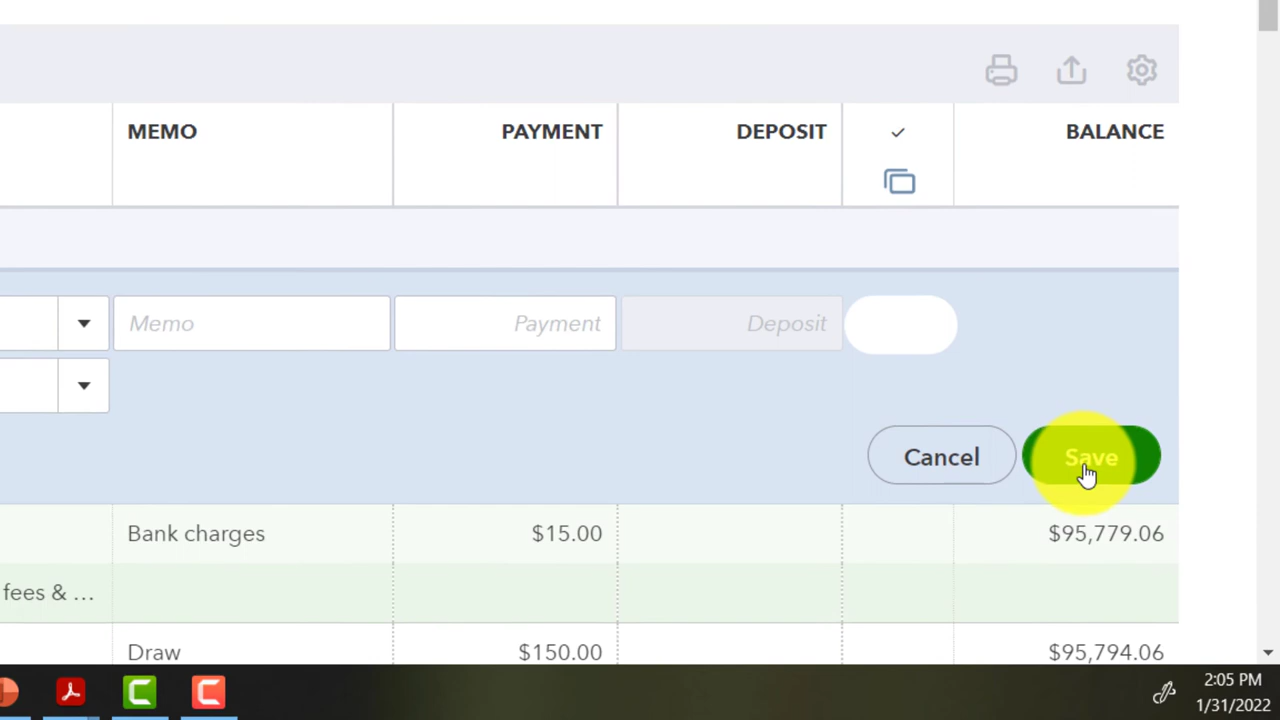 MEMO PAYMENT DEPOSIT ✓ BALANCE
Memo Payment Deposit
Cancel Save
Bank charges $15.00 $95,779.06
fees & ...
Draw $150.00 $95,794.06
2:05 PM
1/31/2022